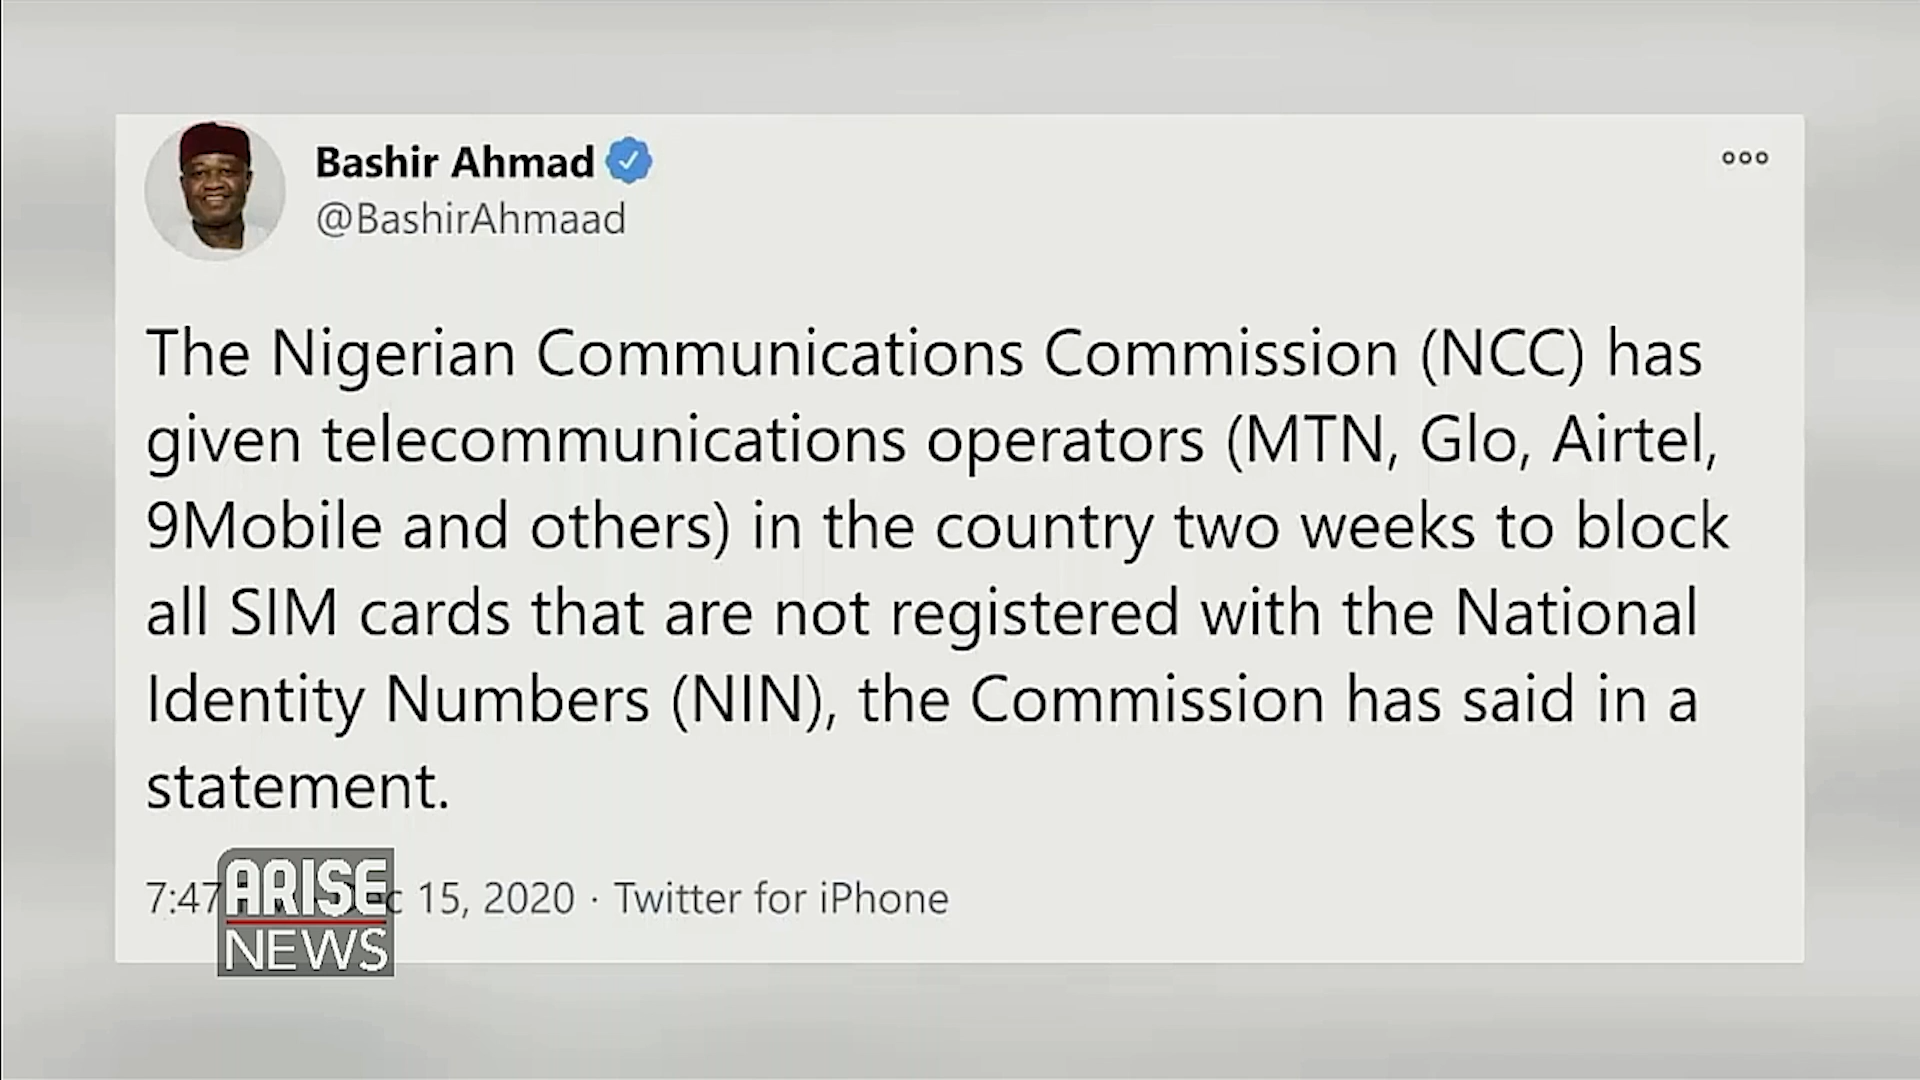 Bashir Ahmad
@BashirAhmaad
The Nigerian Communications Commission (NCC) has
given telecommunications operators (MTN, Glo, Airtel,
9Mobile and others) in the country two weeks to block
all SIM cards that are not registered with the National
Identity Numbers (NIN), the Commission has said in a
statement.
7:47 15, 2020 · Twitter for iPhone
ARISE
NEWS